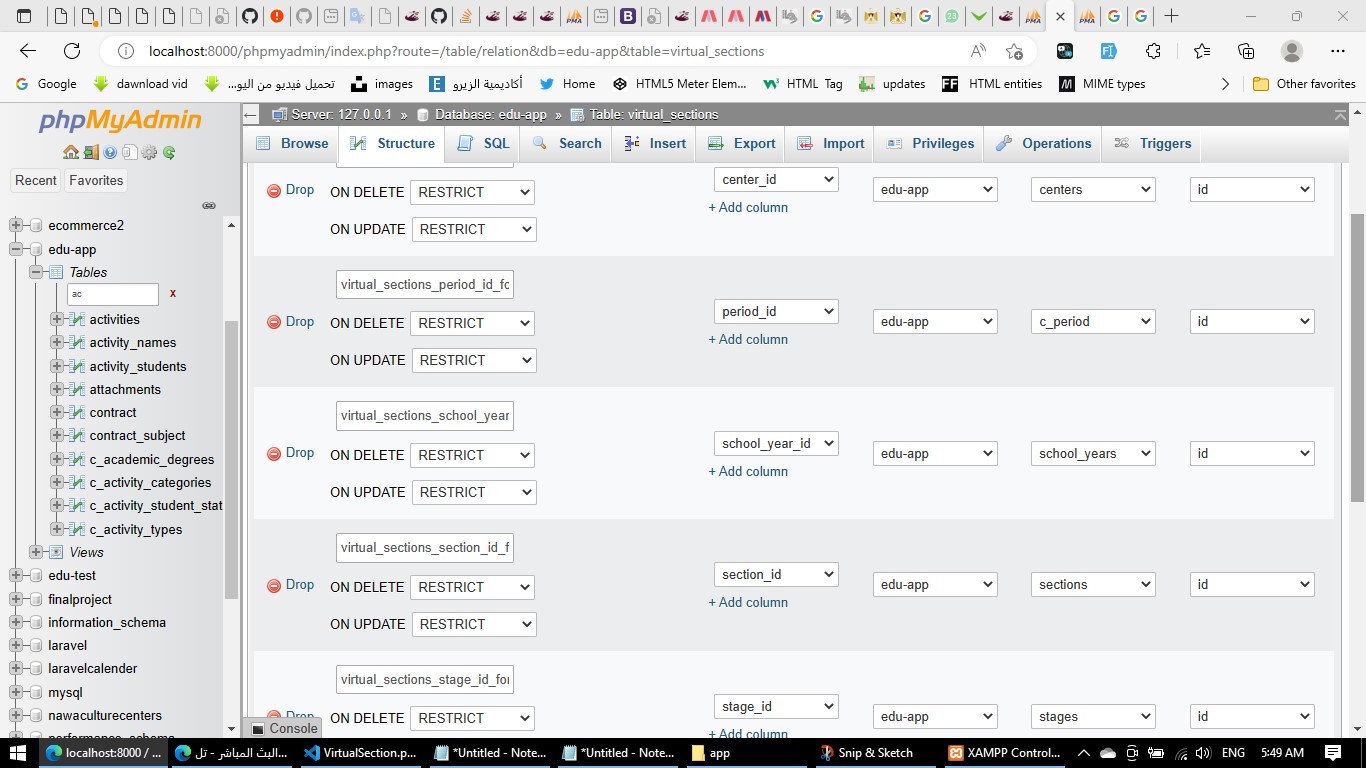 localhost:8000/phpmyadmin/index.php?route=/table/relation&db=edu-app&table=virtual_sections
Google
dawnload vid
تحميل فيديو من اليو...
images
أكاديمية الزيرو
Home
HTML5 Meter Elem...
HTML Tag
updates
HTML entities
MIME types
Other favorites
phpMyAdmin
Server: 127.0.0.1 » Database: edu-app » Table: virtual_sections
Browse
Structure
SQL
Search
Insert
Export
Import
Privileges
Operations
Triggers
Recent
Favorites
ecommerce2
edu-app
Tables
ac
X
activities
activity_names
activity_students
attachments
contract
contract_subject
c_academic_degrees
c_activity_categories
c_activity_student_stat
c_activity_types
Views
edu-test
finalproject
information_schema
laravel
laravelcalender
mysql
nawaculturecenters
performance_schema
Drop
ON DELETE RESTRICT
ON UPDATE RESTRICT
center_id
+ Add column
edu-app
centers
id
virtual_sections_period_id_fo
Drop
ON DELETE RESTRICT
ON UPDATE RESTRICT
period_id
+ Add column
edu-app
c_period
id
virtual_sections_school_year
Drop
ON DELETE RESTRICT
ON UPDATE RESTRICT
school_year_id
+ Add column
edu-app
school_years
id
virtual_sections_section_id_f
Drop
ON DELETE RESTRICT
ON UPDATE RESTRICT
section_id
+ Add column
edu-app
sections
id
virtual_sections_stage_id_for
Drop
ON DELETE RESTRICT
stage_id
+ Add column
edu-app
stages
id
Console
localhost:8000 / ...
البث المباشر - تل...
VirtualSection.p...
*Untitled - Note...
*Untitled - Note...
app
Snip & Sketch
XAMPP Control...
ENG
5:49 AM